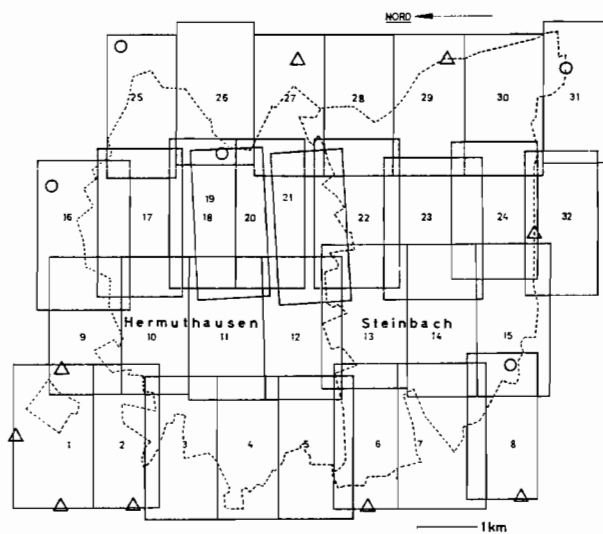 NORD
25 26 27 28 29 30 31
16 17 19 18 20 21 22 23 24 32
9 10 11 12 13 14 15
Hermuthausen Steinbach
1 2 3 4 5 6 7 8
1km